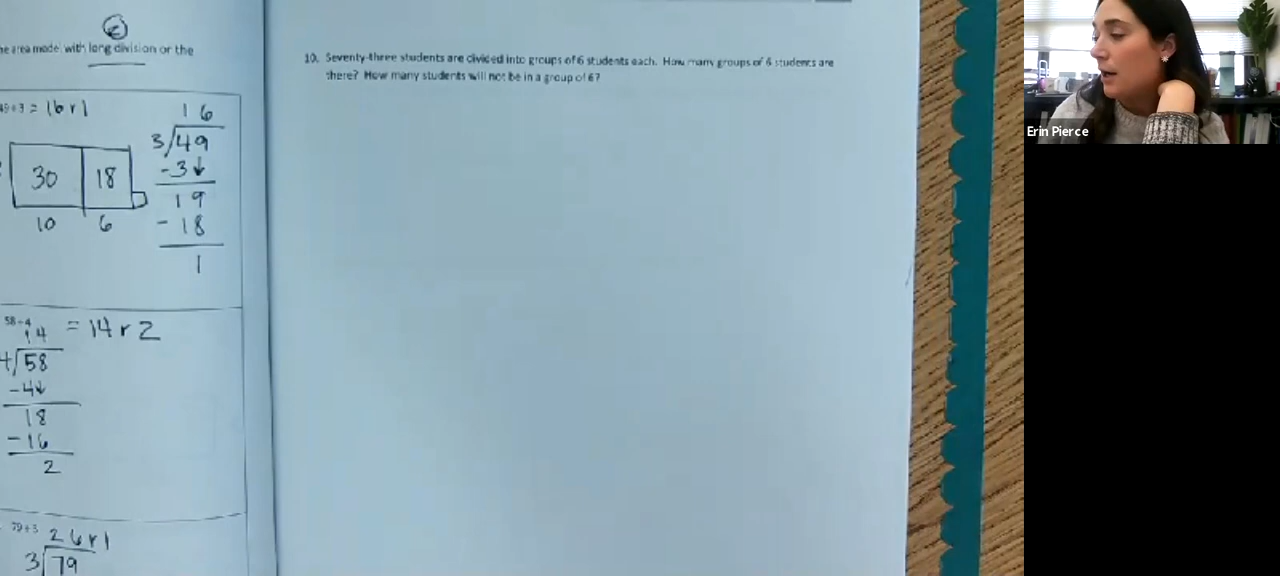 2
he area model with long division or the
49÷3 = 16 r 1
30 18
10 6
16
3/49
-3↓
19
-18
1
58÷4 = 14 r 2
14
4/58
-4↓
18
-16
2
79÷3
26 r 1
3/79
10. Seventy-three students are divided into groups of 6 students each. How many groups of 6 students are
there? How many students will not be in a group of 6?
Erin Pierce